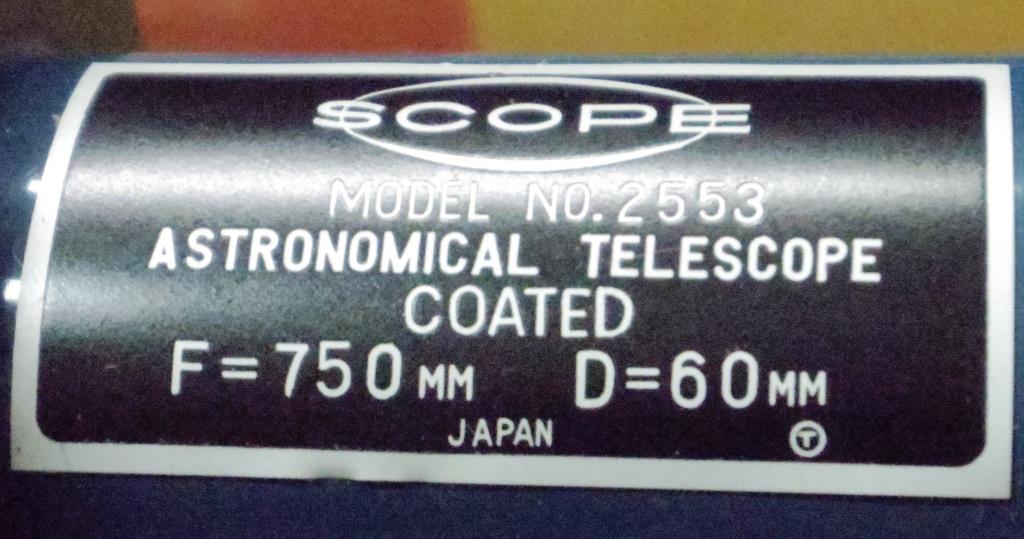 SCOPE
MODEL NO. 2553
ASTRONOMICAL TELESCOPE
COATED
F=750MM D=60MM
JAPAN
T